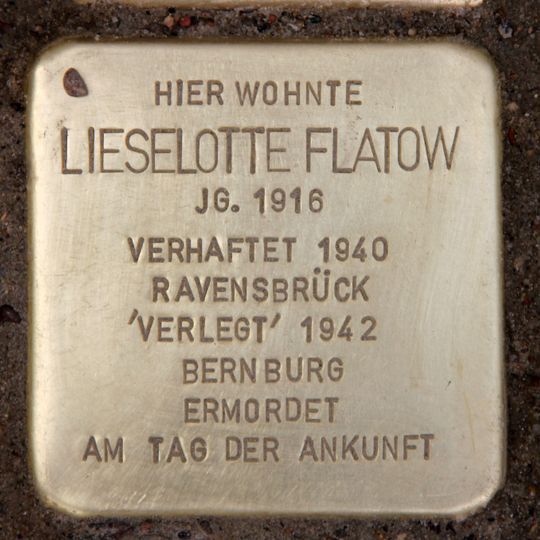 HIER WOHNTE
LIESELOTTE FLATOW
JG. 1916
VERHAFTET 1940
RAVENSBRÜCK
'VERLEGT' 1942
BERNBURG
ERMORDET
AM TAG DER ANKUNFT